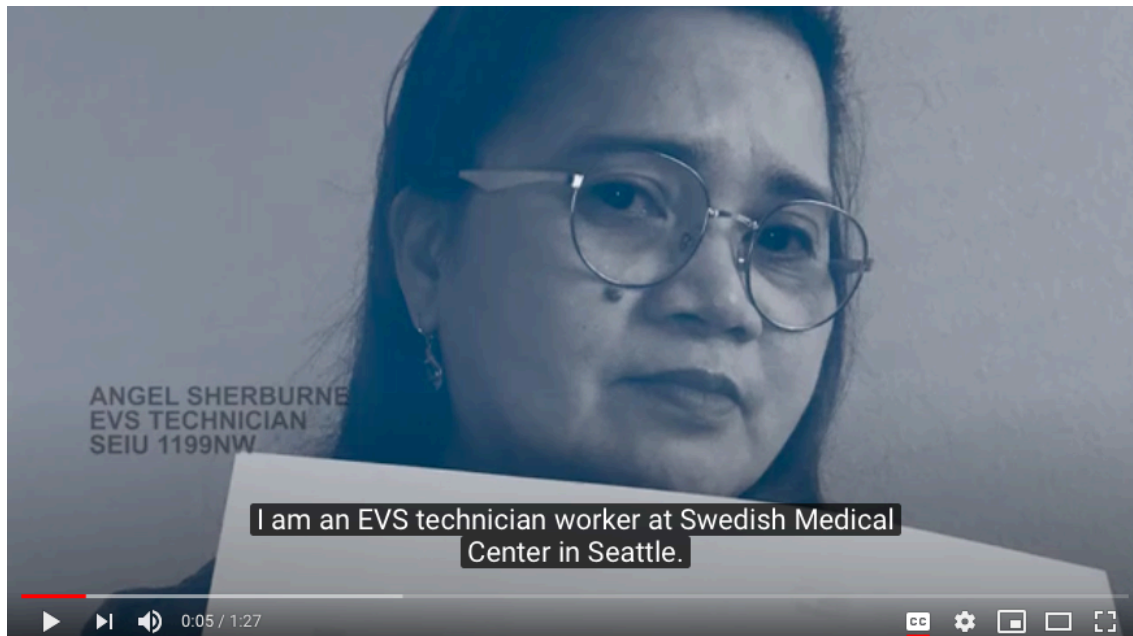 ANGEL SHERBURNE
EVS TECHNICIAN
SEIU 1199NW
I am an EVS technician worker at Swedish Medical
Center in Seattle.
0:05 / 1:27
CC